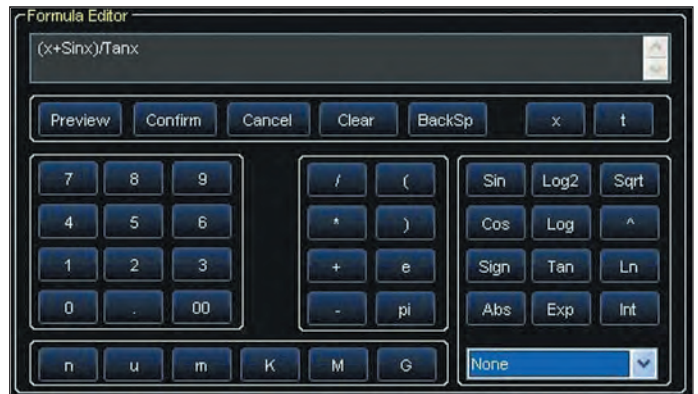 Formula Editor
(x+Sinx)/Tanx
Preview Confirm Cancel Clear BackSp x t
7 8 9 / ( Sin Log2 Sqrt
4 5 6 * ) Cos Log ^
1 2 3 + e Sign Tan Ln
0 . 00 - pi Abs Exp Int
n u m K M G None